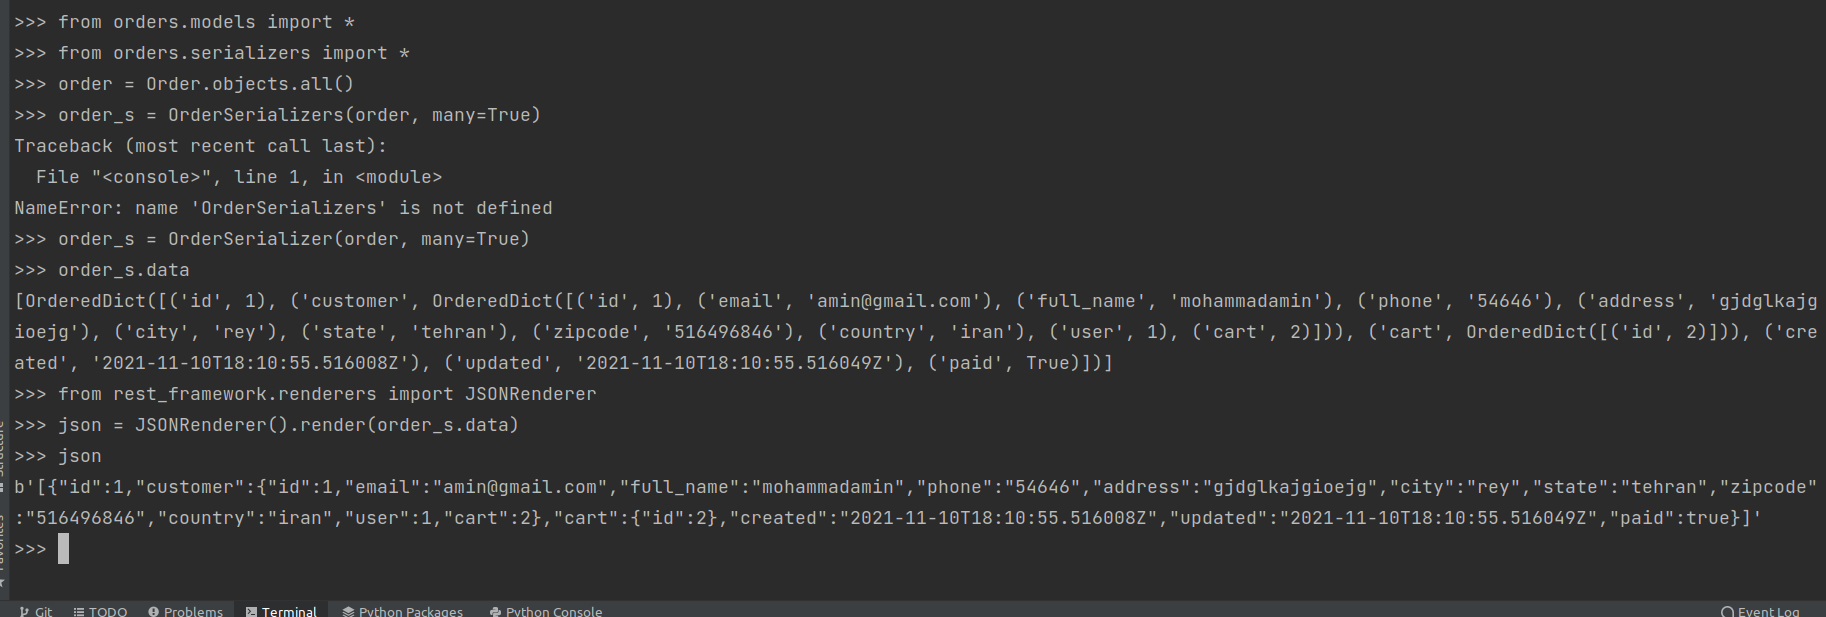 >>> from orders.models import *
>>> from orders.serializers import *
>>> order = Order.objects.all()
>>> order_s = OrderSerializers(order, many=True)
Traceback (most recent call last):
  File "<console>", line 1, in <module>
NameError: name 'OrderSerializers' is not defined
>>> order_s = OrderSerializer(order, many=True)
>>> order_s.data
[OrderedDict([('id', 1), ('customer', OrderedDict([('id', 1), ('email', 'amin@gmail.com'), ('full_name', 'mohammadamin'), ('phone', '54646'), ('address', 'gjdglkajg
ioejg'), ('city', 'rey'), ('state', 'tehran'), ('zipcode', '516496846'), ('country', 'iran'), ('user', 1), ('cart', 2)])), ('cart', OrderedDict([('id', 2)])), ('cre
ated', '2021-11-10T18:10:55.516008Z'), ('updated', '2021-11-10T18:10:55.516049Z'), ('paid', True)])]
>>> from rest_framework.renderers import JSONRenderer
>>> json = JSONRenderer().render(order_s.data)
>>> json
b'[{"id":1,"customer":{"id":1,"email":"amin@gmail.com","full_name":"mohammadamin","phone":"54646","address":"gjdglkajgioejg","city":"rey","state":"tehran","zipcode"
:"516496846","country":"iran","user":1,"cart":2},"cart":{"id":2},"created":"2021-11-10T18:10:55.516008Z","updated":"2021-11-10T18:10:55.516049Z","paid":true}]'
>>>
Git TODO Problems Terminal Python Packages Python Console Event Log